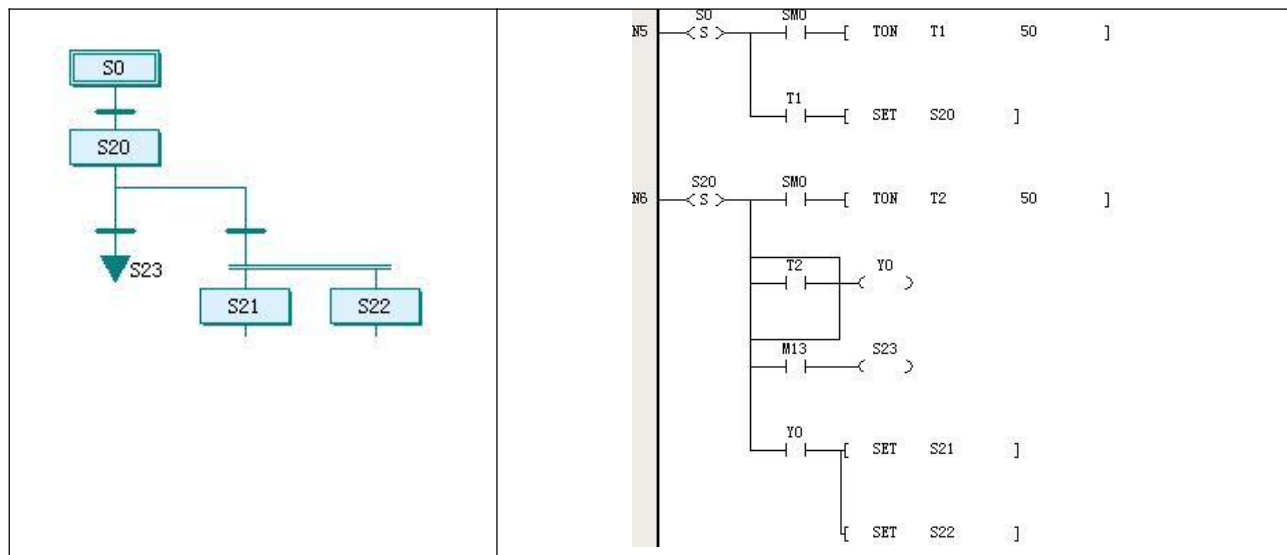 S0
S20
S23
S21
S22
S0 SM0
N5 S TON T1 50
T1
SET S20
S20 SM0
N6 S TON T2 50
T2 Y0
M13 S23
Y0
SET S21
SET S22